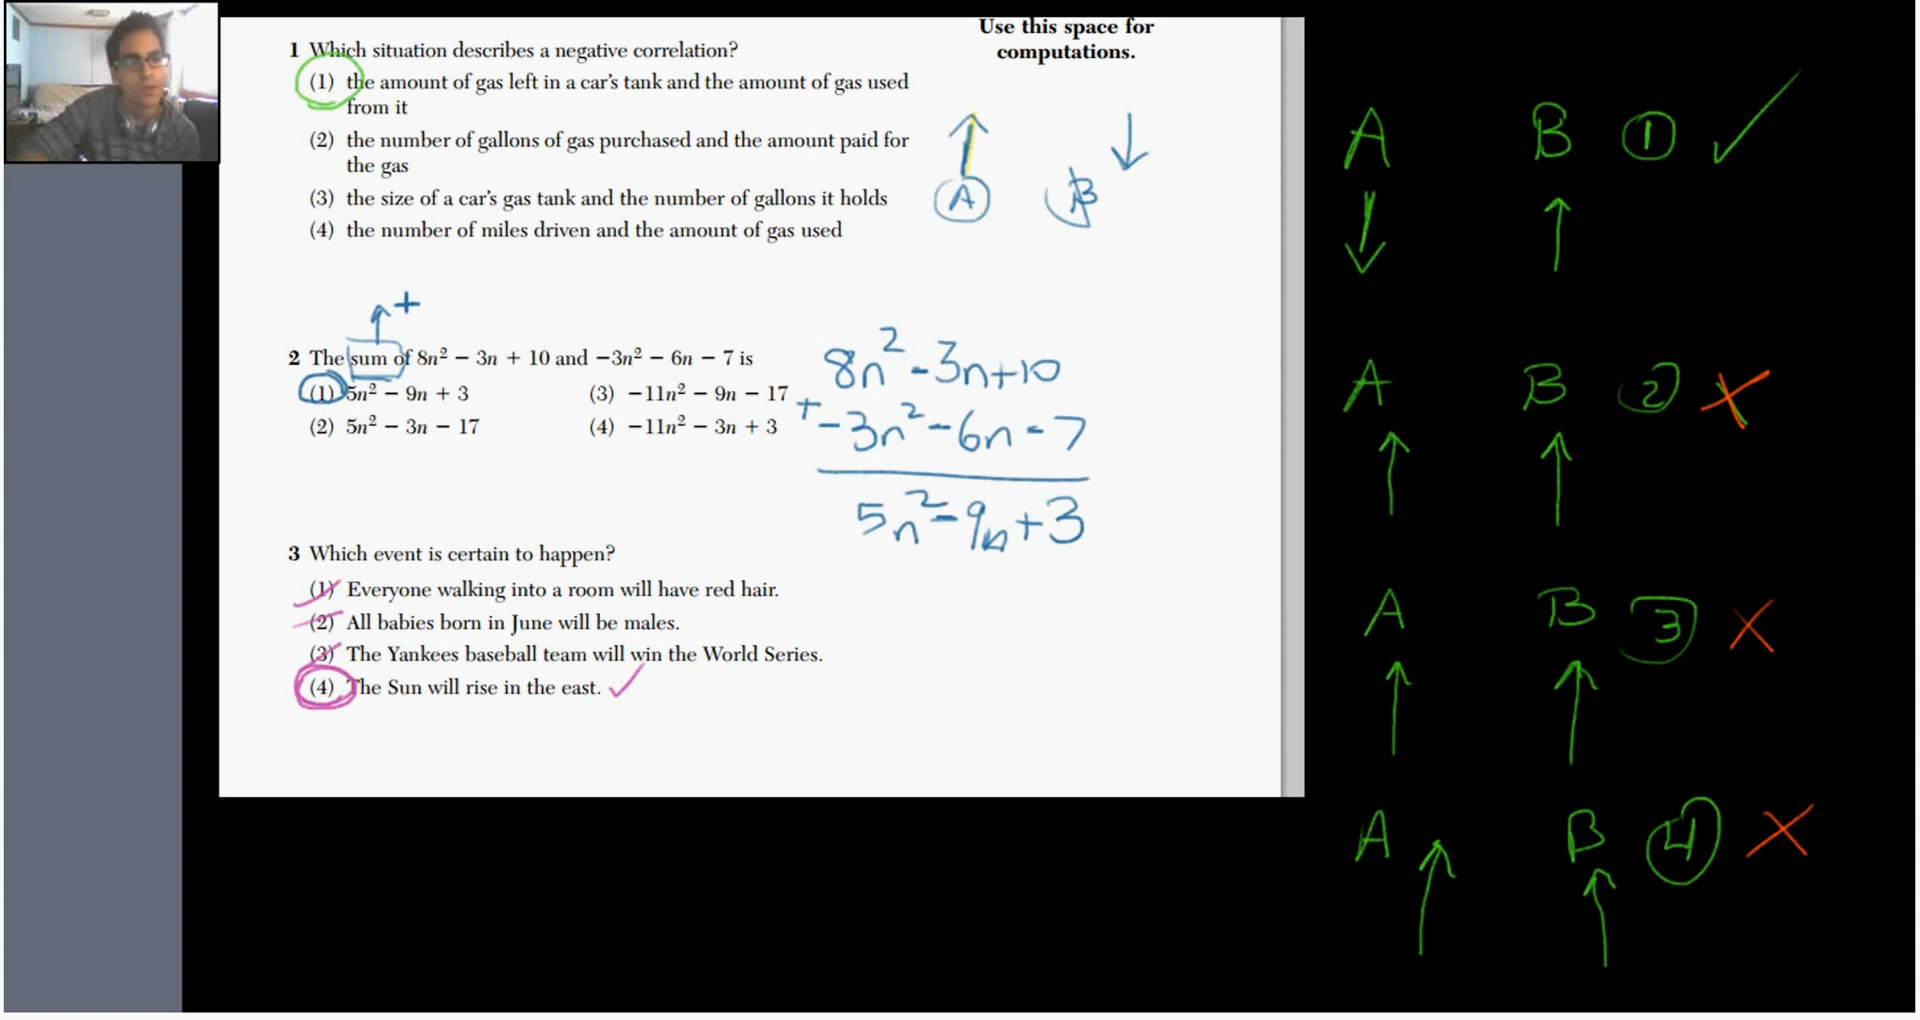 Use this space for
computations.
1 Which situation describes a negative correlation?
(1) the amount of gas left in a car's tank and the amount of gas used
from it
(2) the number of gallons of gas purchased and the amount paid for
the gas
(3) the size of a car's gas tank and the number of gallons it holds
(4) the number of miles driven and the amount of gas used
A B
+
2 The sum of 8n² − 3n + 10 and −3n² − 6n − 7 is
(1) 5n² − 9n + 3 (3) −11n² − 9n − 17
(2) 5n² − 3n − 17 (4) −11n² − 3n + 3
8n² - 3n + 10
+ -3n² - 6n - 7
5n² - 9n + 3
3 Which event is certain to happen?
(1) Everyone walking into a room will have red hair.
(2) All babies born in June will be males.
(3) The Yankees baseball team will win the World Series.
(4) The Sun will rise in the east. ✓
A B 1 ✓
↓ ↑
A B 2 X
↑ ↑
A B 3 X
↑ ↑
A B 4 X
↑ ↑